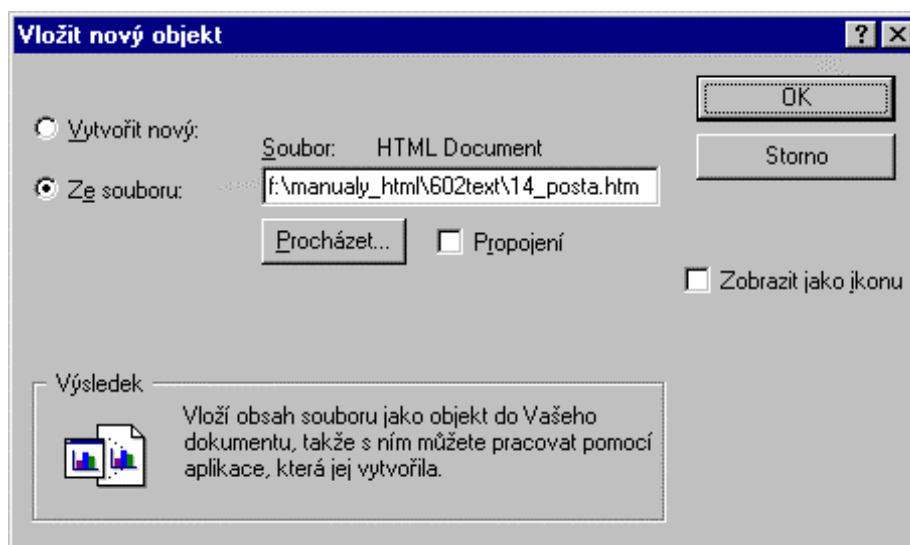 Vložit nový objekt
OK
Vytvořit nový:
Soubor: HTML Document
Storno
Ze souboru:
f:\manualy_html\602text\14_posta.htm
Procházet...
Propojení
Zobrazit jako ikonu
Výsledek
Vloží obsah souboru jako objekt do Vašeho
dokumentu, takže s ním můžete pracovat pomocí
aplikace, která jej vytvořila.